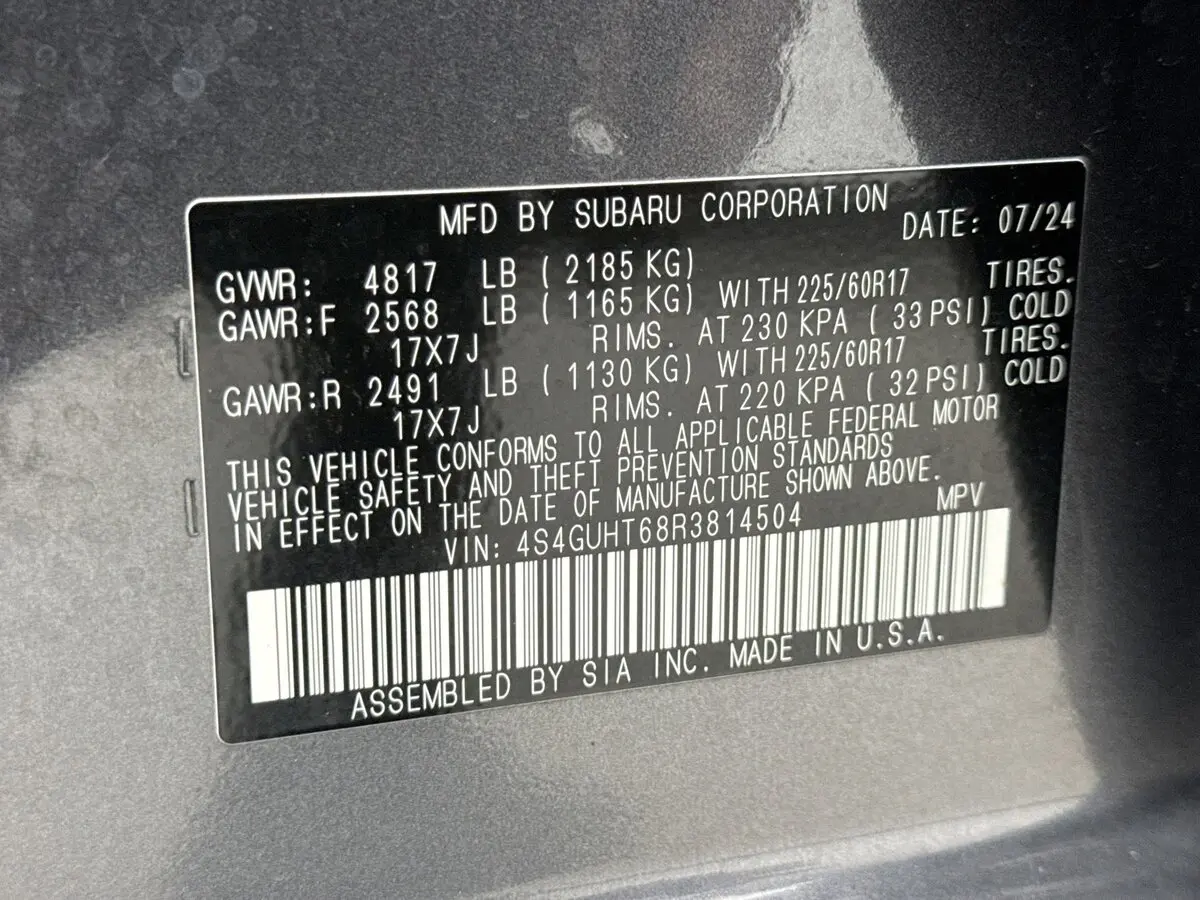 MFD BY SUBARU CORPORATION
DATE: 07/24
GVWR: 4817 LB ( 2185 KG)
GAWR:F 2568 LB ( 1165 KG) WITH 225/60R17 TIRES.
17X7J RIMS. AT 230 KPA ( 33 PSI) COLD
GAWR:R 2491 LB ( 1130 KG) WITH 225/60R17 TIRES.
17X7J RIMS. AT 220 KPA ( 32 PSI) COLD
THIS VEHICLE CONFORMS TO ALL APPLICABLE FEDERAL MOTOR
VEHICLE SAFETY AND THEFT PREVENTION STANDARDS
IN EFFECT ON THE DATE OF MANUFACTURE SHOWN ABOVE.
VIN: 4S4GUHT68R3814504 MPV
ASSEMBLED BY SIA INC. MADE IN U.S.A.